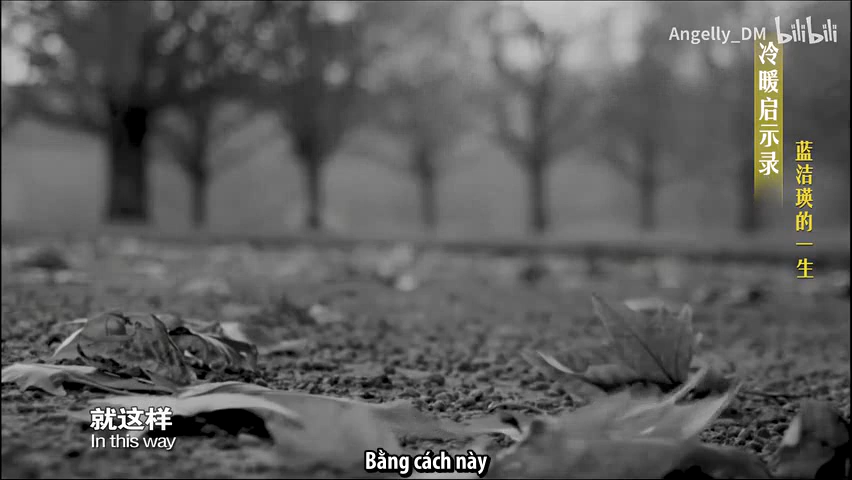 Angelly_DM bilibili
冷暖启示录
蓝洁瑛的一生
就这样
In this way
Bằng cách này